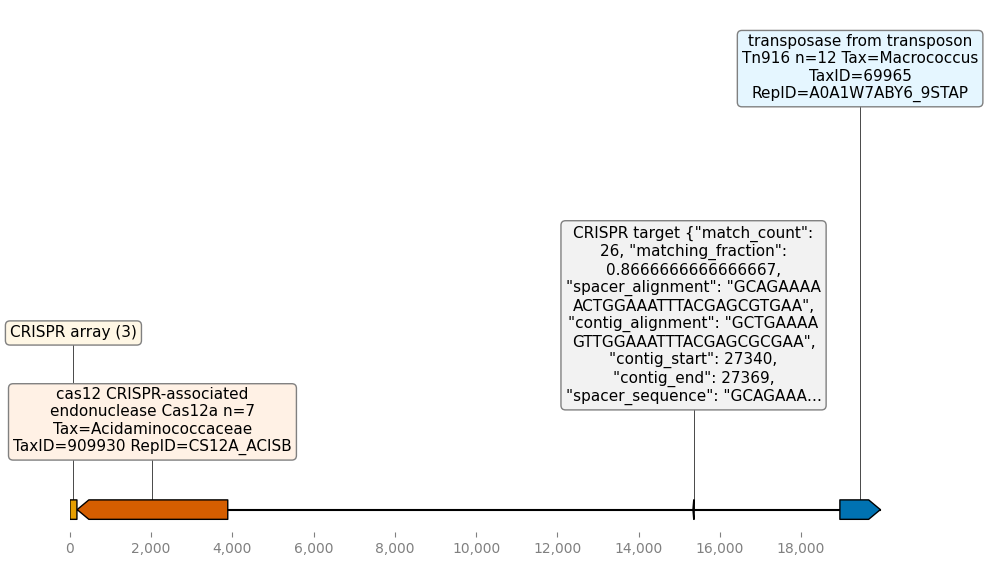 transposase from transposon
Tn916 n=12 Tax=Macrococcus
TaxID=69965
RepID=A0A1W7ABY6_9STAP
CRISPR target {"match_count":
26, "matching_fraction":
0.8666666666666667,
"spacer_alignment": "GCAGAAAA
ACTGGAAATTTACGAGCGTGAA",
"contig_alignment": "GCTGAAAA
GTTGGAAATTTACGAGCGCGAA",
"contig_start": 27340,
"contig_end": 27369,
"spacer_sequence": "GCAGAAA...
CRISPR array (3)
cas12 CRISPR-associated
endonuclease Cas12a n=7
Tax=Acidaminococcaceae
TaxID=909930 RepID=CS12A_ACISB
0 2,000 4,000 6,000 8,000 10,000 12,000 14,000 16,000 18,000